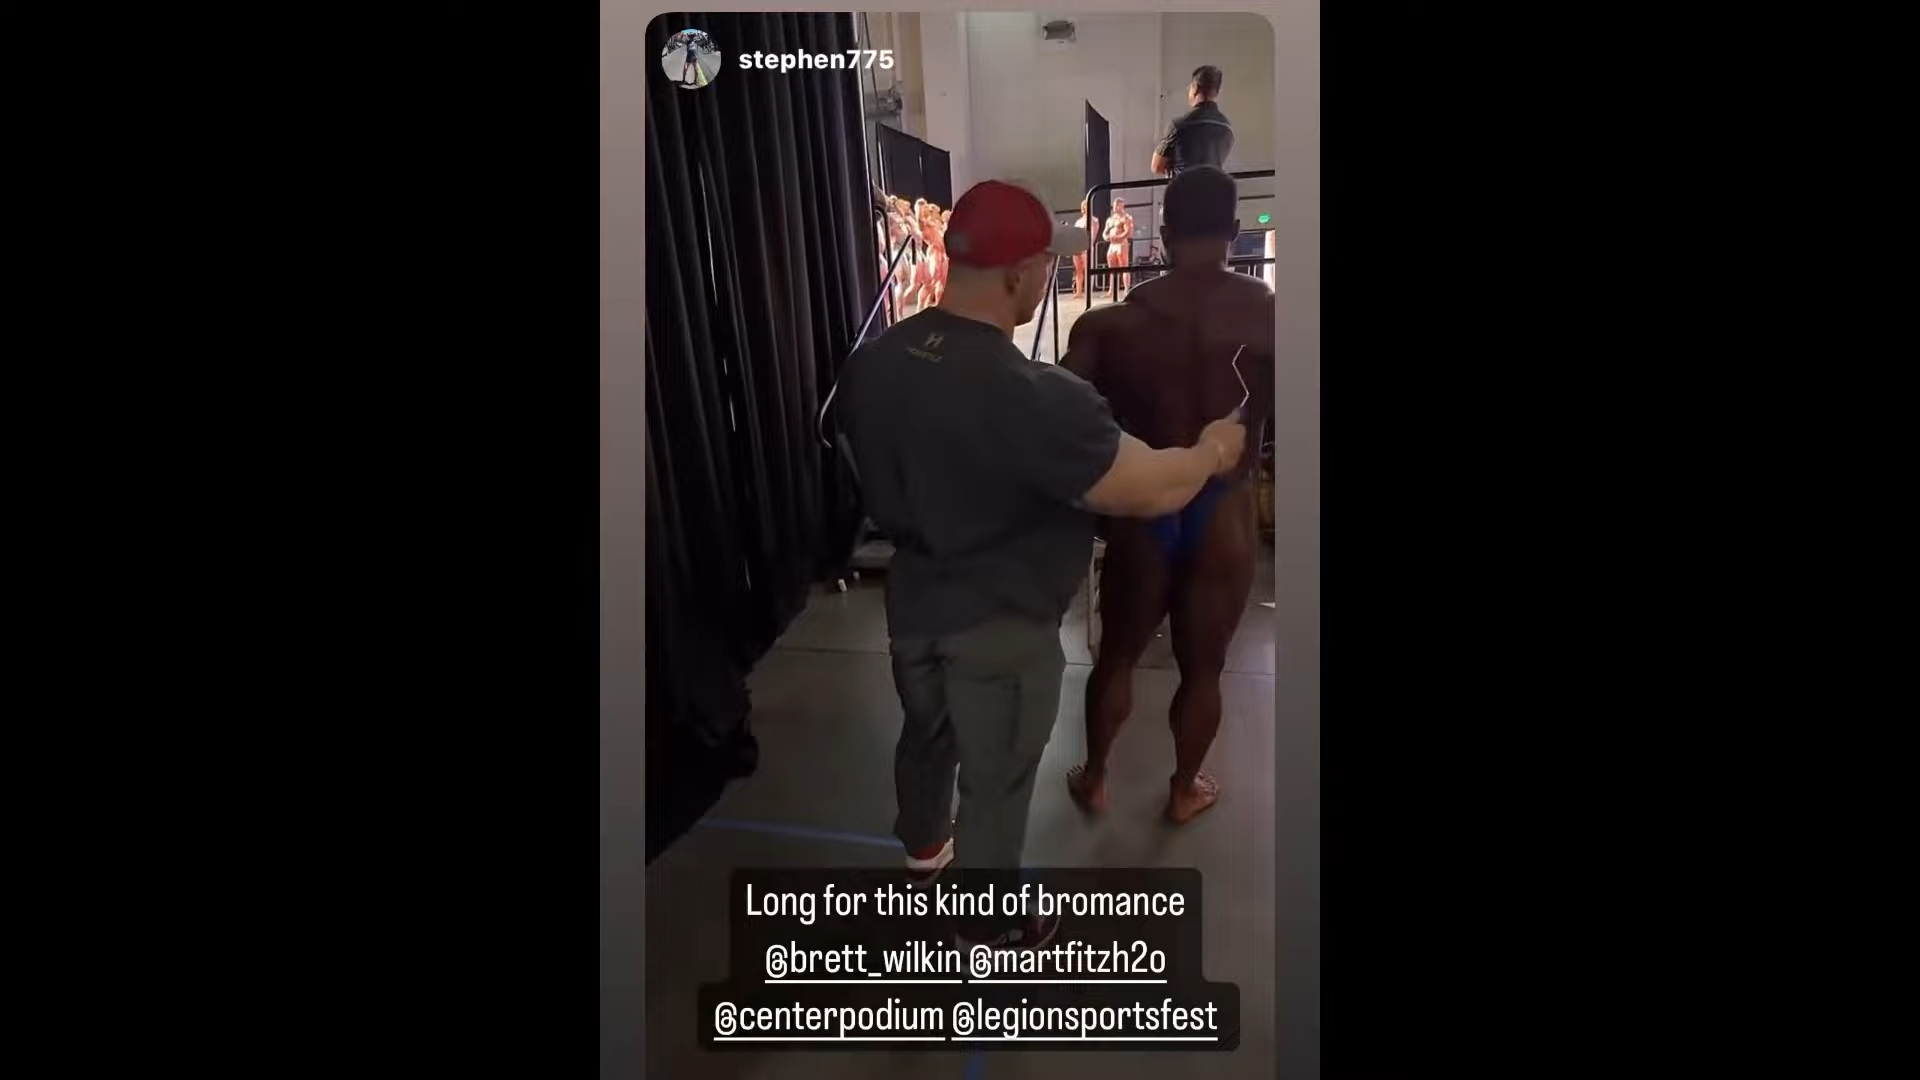 stephen775
Long for this kind of bromance
@brett_wilkin @martfitzh2o
@centerpodium @legionsportsfest